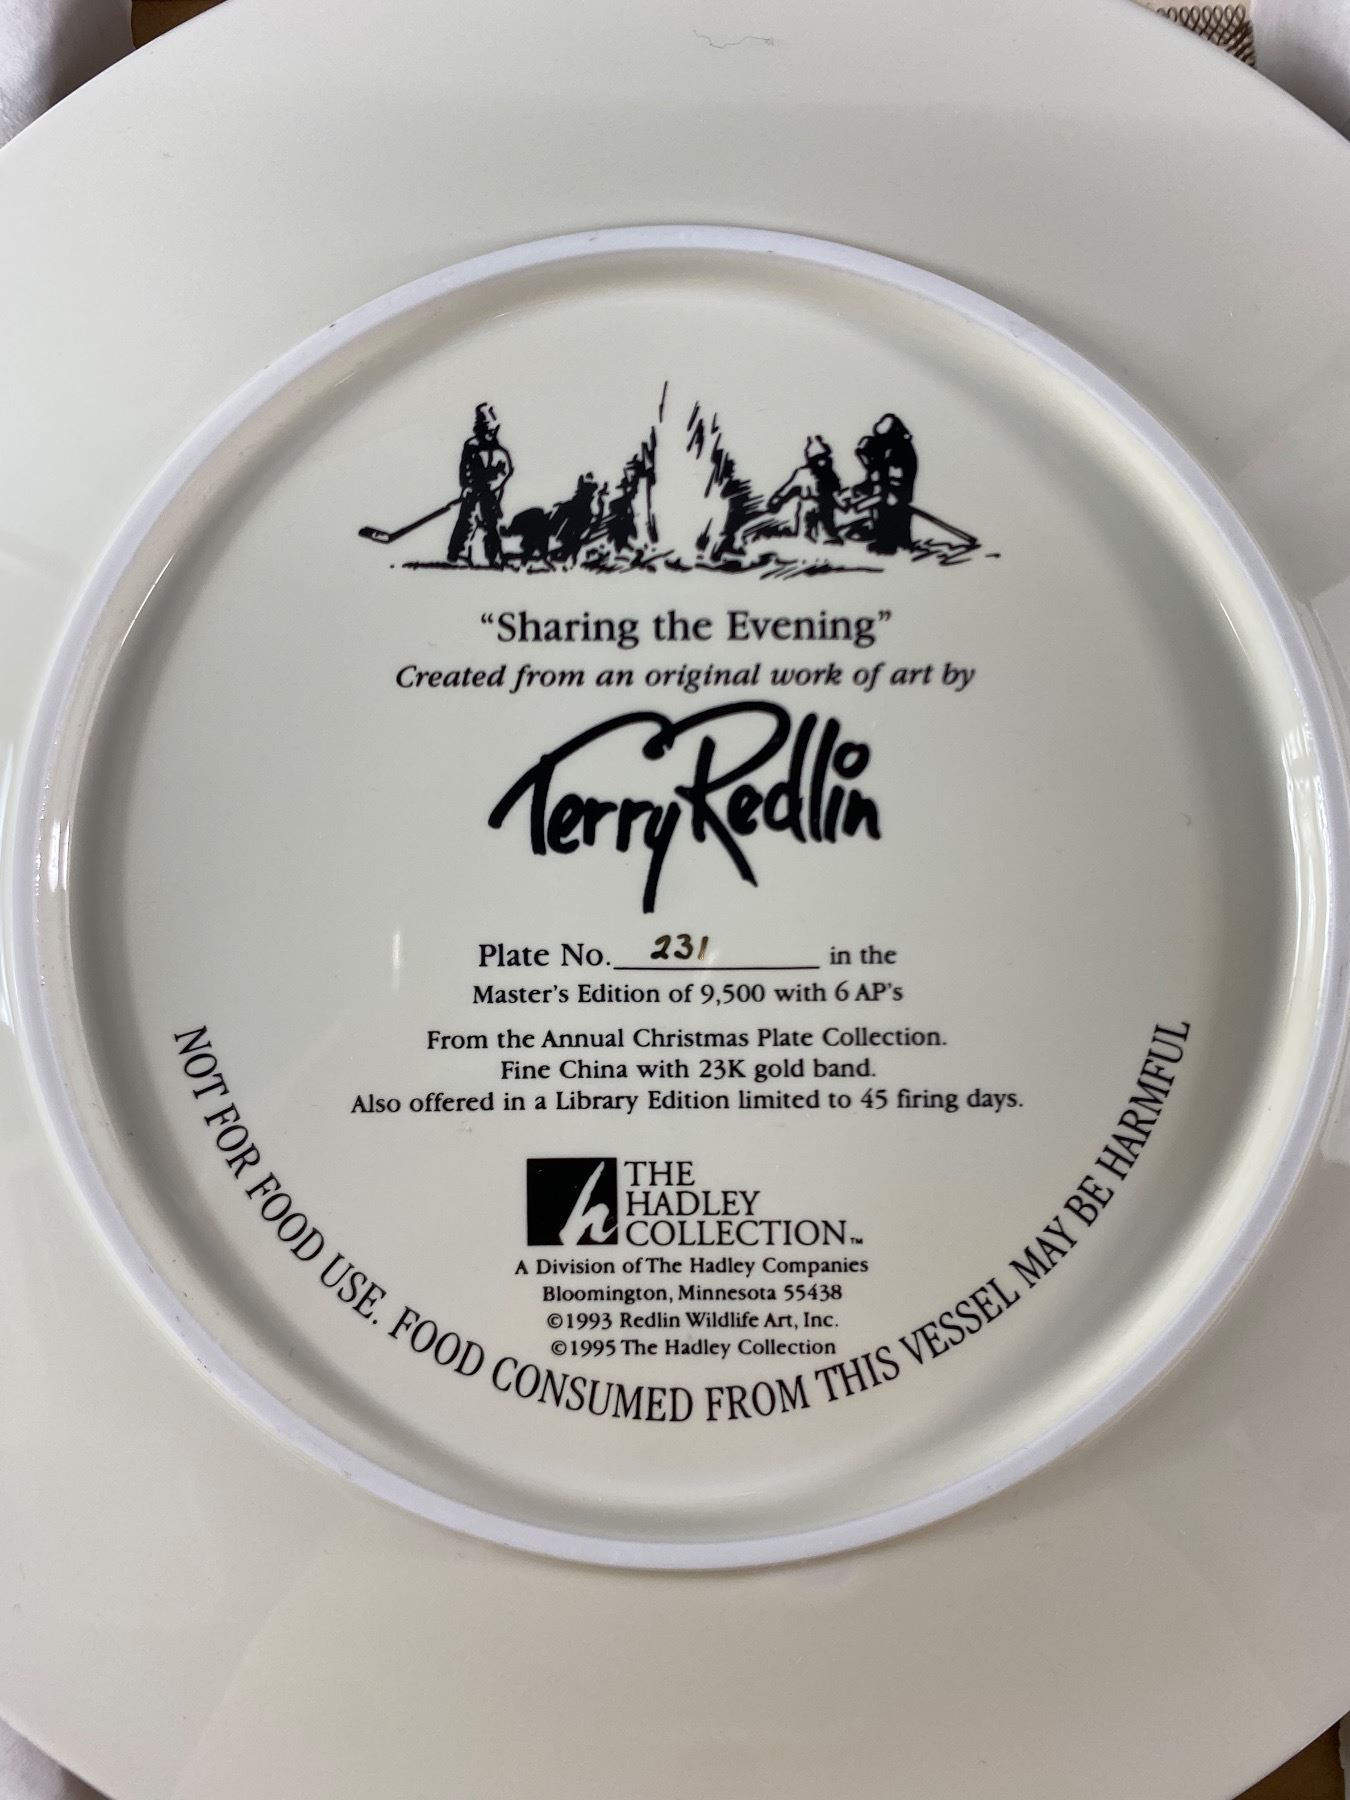 “Sharing the Evening”
Created from an original work of art by
Terry Redlin
Plate No. 231 in the
Master's Edition of 9,500 with 6 AP's
From the Annual Christmas Plate Collection.
Fine China with 23K gold band.
Also offered in a Library Edition limited to 45 firing days.
h THE
HADLEY
COLLECTION™
A Division of The Hadley Companies
Bloomington, Minnesota 55438
©1993 Redlin Wildlife Art, Inc.
©1995 The Hadley Collection
NOT FOR FOOD USE. FOOD CONSUMED FROM THIS VESSEL MAY BE HARMFUL